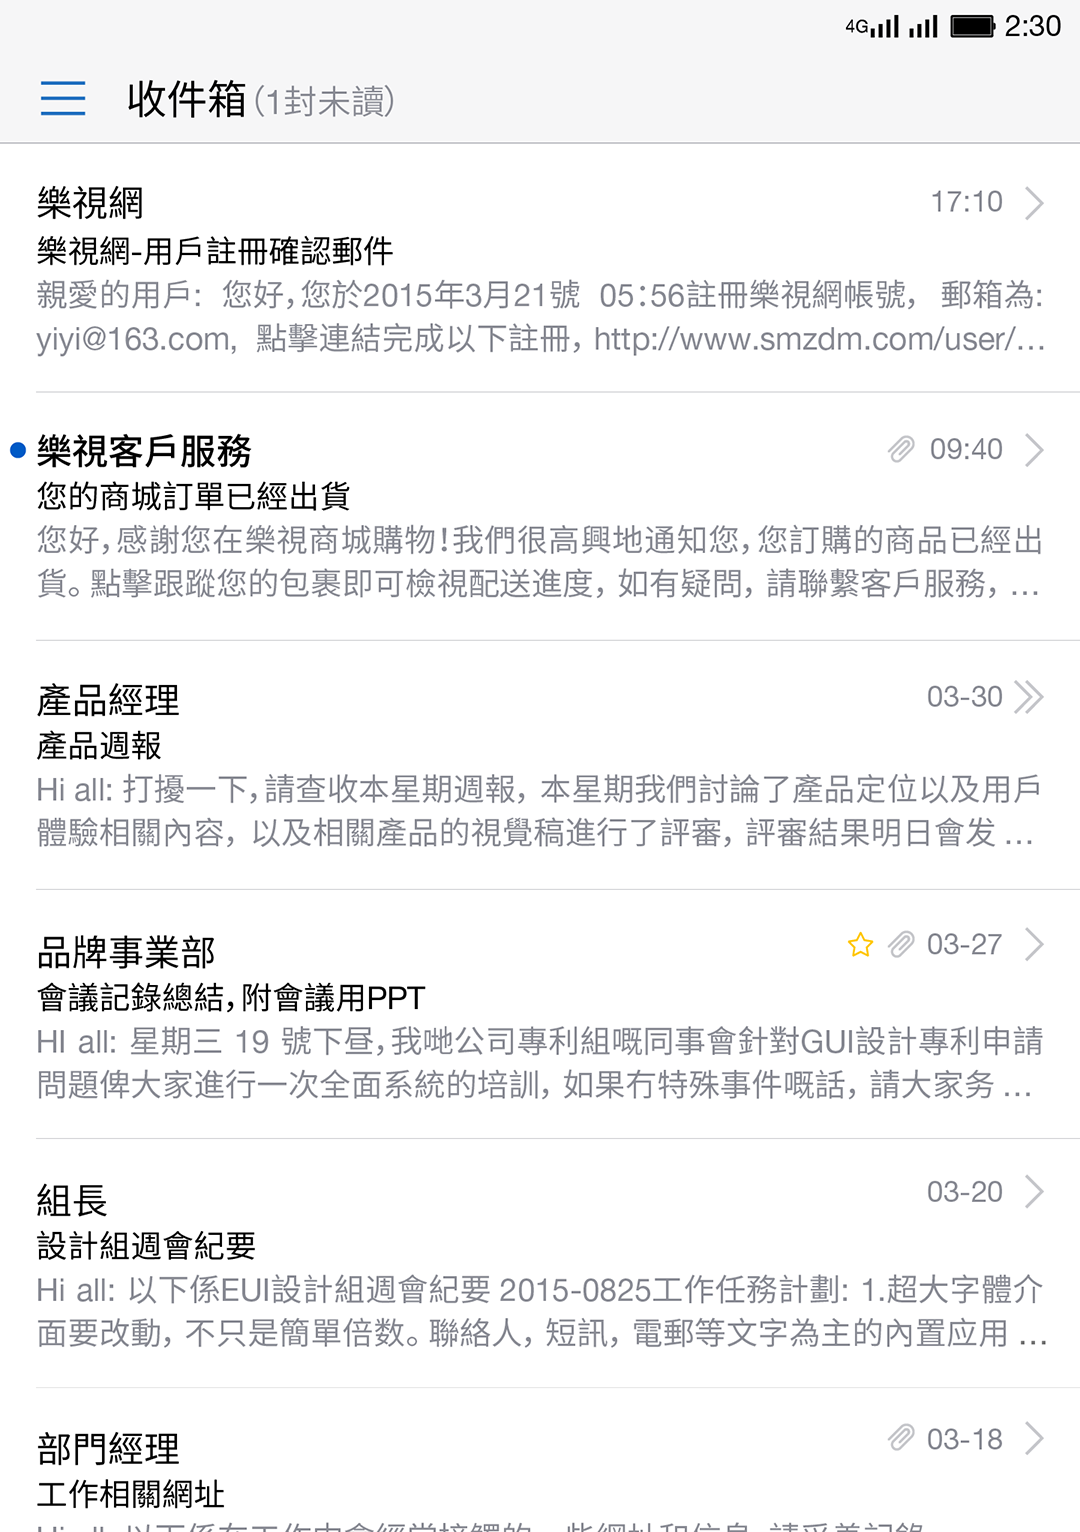 4G 2:30
收件箱(1封未讀)
樂視網 17:10
樂視網-用戶註冊確認郵件
親愛的用戶: 您好,您於2015年3月21號 05:56註冊樂視網帳號, 郵箱為:
yiyi@163.com, 點擊連結完成以下註冊, http://www.smzdm.com/user/...
樂視客戶服務 09:40
您的商城訂單已經出貨
您好,感謝您在樂視商城購物!我們很高興地通知您,您訂購的商品已經出
貨。點擊跟蹤您的包裹即可檢視配送進度, 如有疑問, 請聯繫客戶服務, ...
產品經理 03-30
產品週報
Hi all: 打擾一下,請查收本星期週報, 本星期我們討論了產品定位以及用戶
體驗相關內容, 以及相關產品的視覺稿進行了評審, 評審結果明日會发 ...
品牌事業部 03-27
會議記錄總結,附會議用PPT
HI all: 星期三 19 號下昼,我哋公司專利組嘅同事會針對GUI設計專利申請
問題俾大家進行一次全面系統的培訓, 如果冇特殊事件嘅話, 請大家务 ...
組長 03-20
設計組週會紀要
Hi all: 以下係EUI設計組週會紀要 2015-0825工作任務計劃: 1.超大字體介
面要改動, 不只是簡單倍数。聯絡人, 短訊, 電郵等文字為主的內置应用 ...
部門經理 03-18
工作相關網址